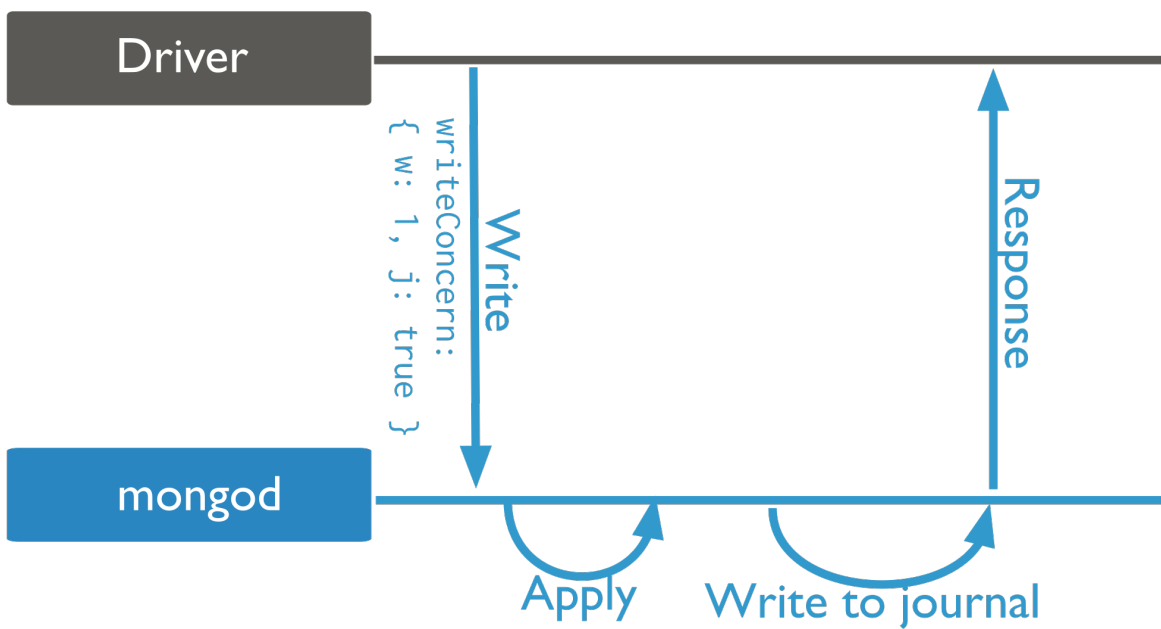 Driver
writeConcern:
{ w: 1, j: true }
Write
Response
mongod
Apply
Write to journal